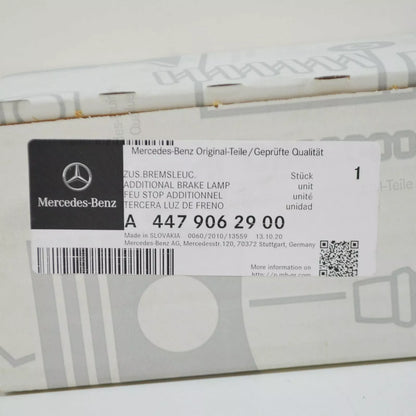 Mercedes-Benz Original-Teile/Geprüfte Qualität
Mercedes-Benz
ZUS.BREMSLEUC. Stück 1
ADDITIONAL BRAKE LAMP unit
FEU STOP ADDITIONNEL unité
TERCERA LUZ DE FRENO unidad
A 447 906 29 00
Made in SLOVAKIA 0060/2010/13559 13.10.20
Mercedes-Benz AG, Mercedesstr.120, 70372 Stuttgart, Germany
More information on